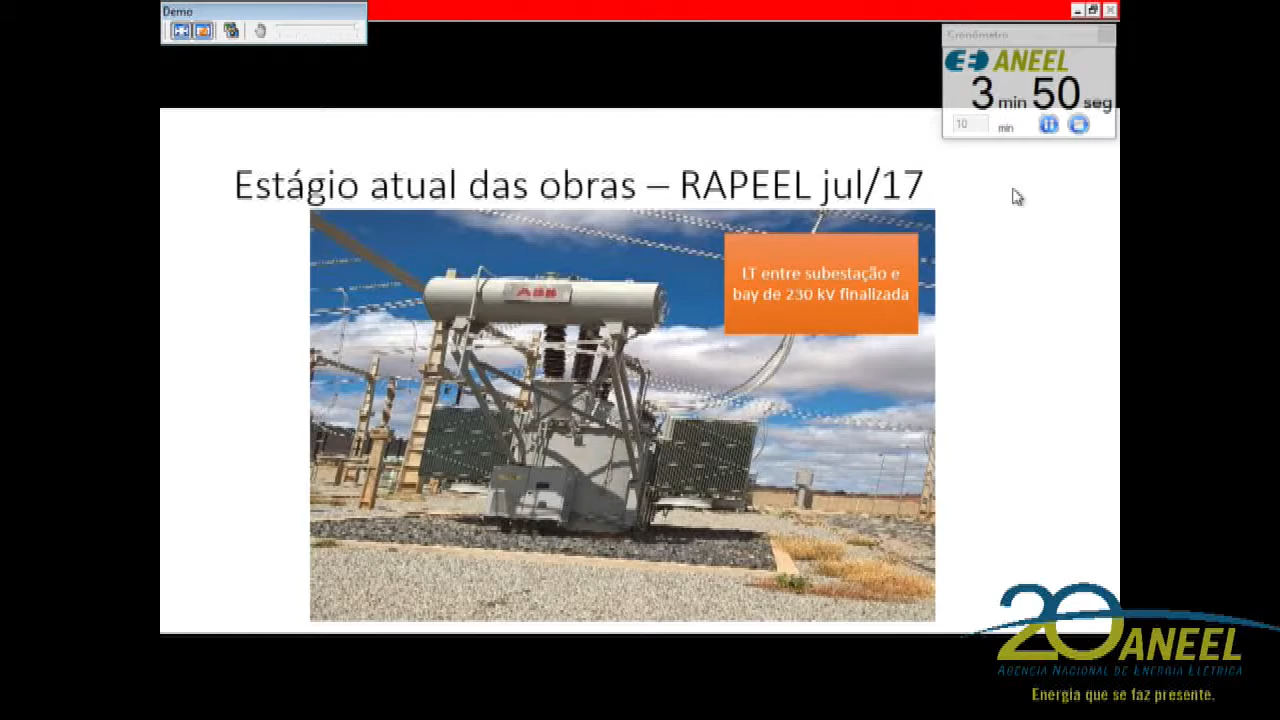 Demo
Cronômetro
ANEEL
3 min 50 seg
10 min
Estágio atual das obras – RAPEEL jul/17
LT entre subestação e
bay de 230 kV finalizada
ABB
20 ANEEL
AGÊNCIA NACIONAL DE ENERGIA ELÉTRICA
Energia que se faz presente.